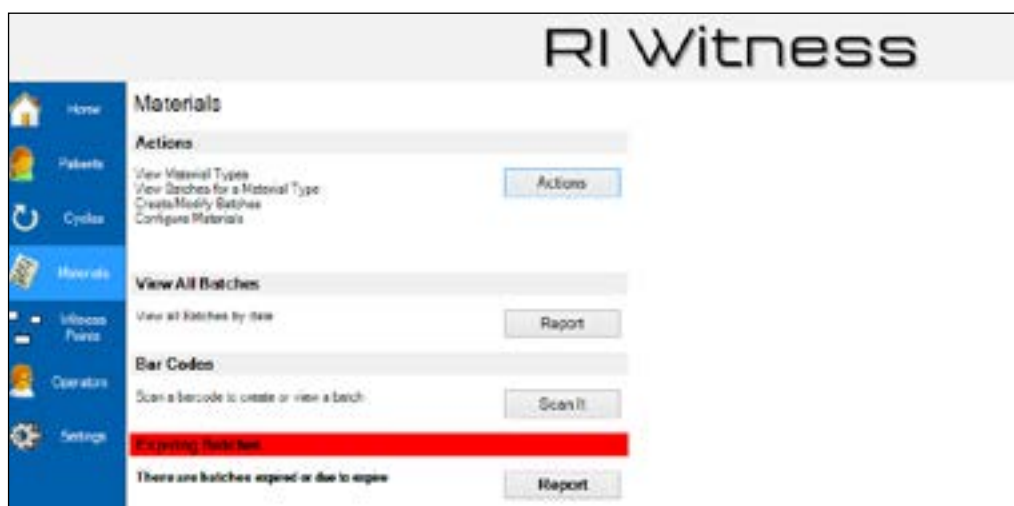 RI Witness
Home
Patients
Cycles
Materials
Witness
Points
Operators
Settings
Materials
Actions
View Material Types
View Batches for a Material Type
Create/Modify Batches
Configure Materials
Actions
View All Batches
View all Batches by date
Report
Bar Codes
Scan a barcode to create or view a batch
Scan It
Expiring Batches
There are batches expired or due to expire
Report